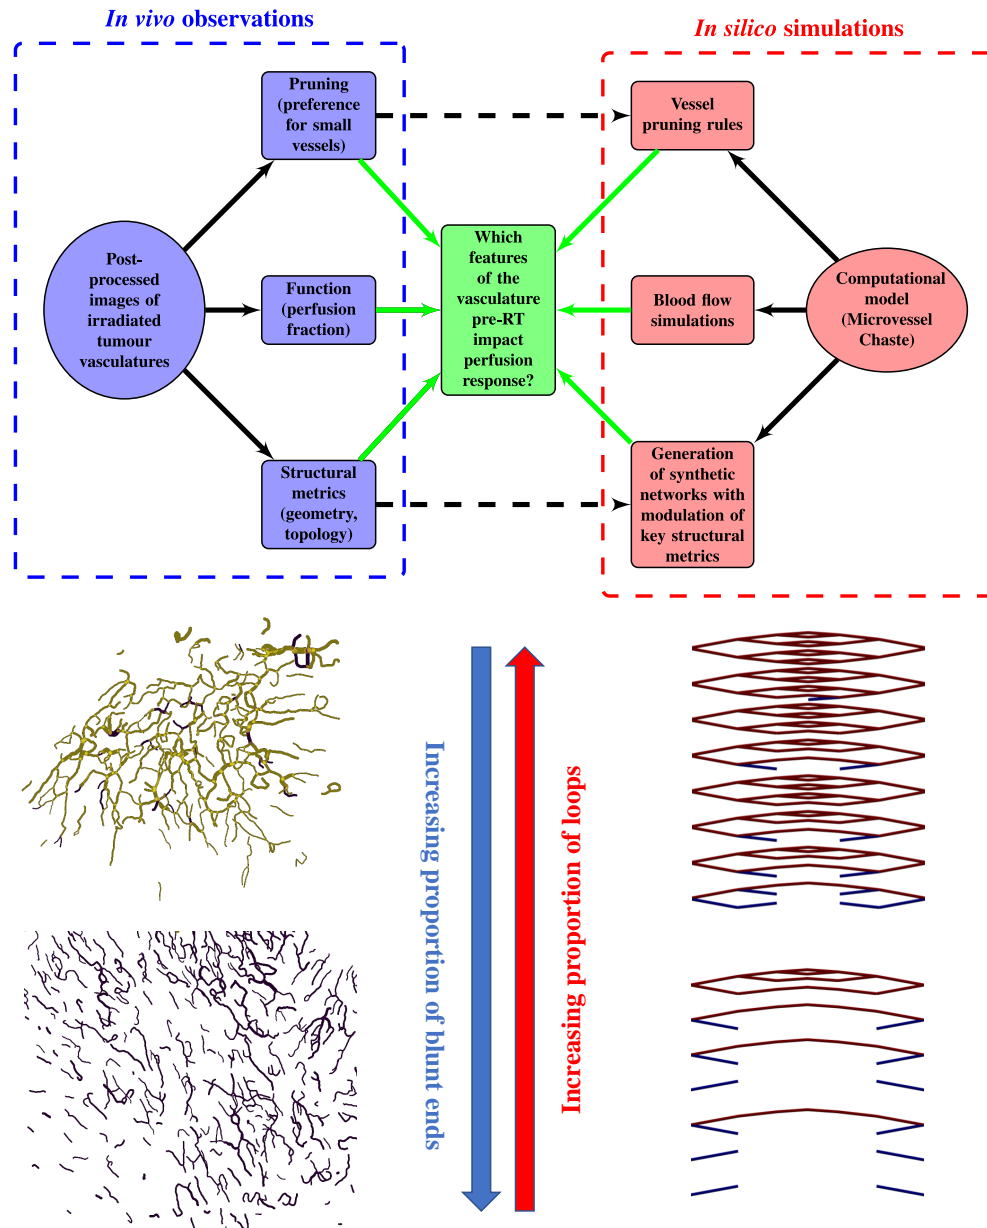 In vivo observations
In silico simulations
Pruning
(preference
for small
vessels)
Vessel
pruning rules
Post-
processed
images of
irradiated
tumour
vasculatures
Function
(perfusion
fraction)
Which
features
of the
vasculature
pre-RT
impact
perfusion
response?
Blood flow
simulations
Computational
model
(Microvessel
Chaste)
Structural
metrics
(geometry,
topology)
Generation
of synthetic
networks with
modulation of
key structural
metrics
Increasing proportion of blunt ends
Increasing proportion of loops